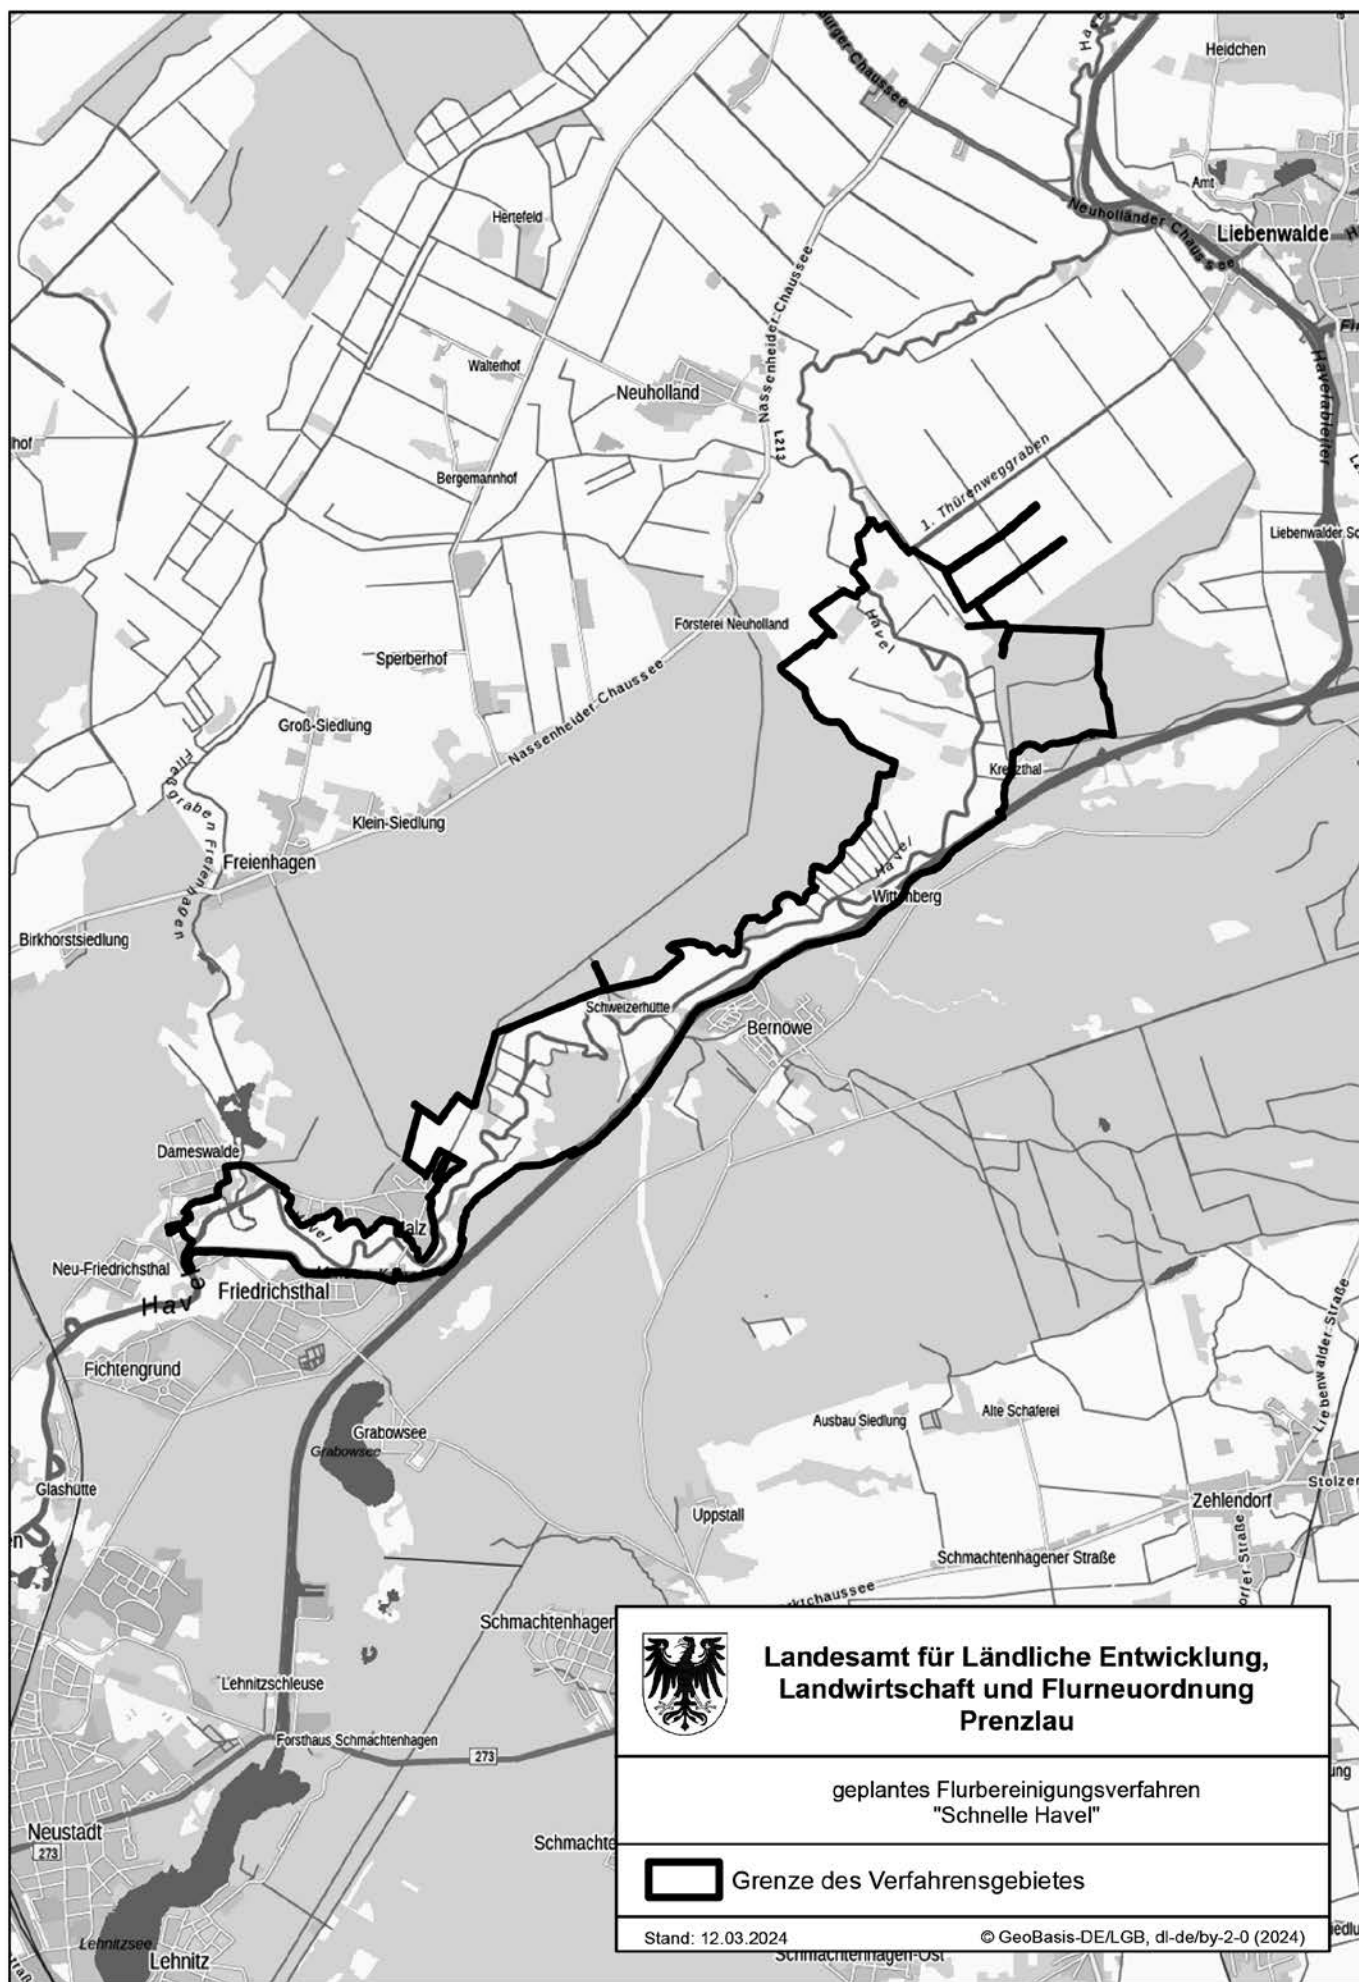 Heidchen
Amt
Neuholländer Chaussee
Liebenwalde
Hertefeld
Nassenheider Chaussee
Walterhof
Neuholland
L213
Havelableiter
Bergemannhof
1. Thürenweggraben
Försterei Neuholland
Havel
Sperberhof
Nassenheider Chaussee
Groß-Siedlung
Fließgraben Freienhagen
Klein-Siedlung
Freienhagen
Havel
Wittenberg
Birkhorstsiedlung
Schweizerhütte
Bernöwe
Dameswalde
Havel
Neu-Friedrichsthal
Havel
Friedrichsthal
Fichtengrund
Liebenwalder Straße
Ausbau Siedlung
Alte Schäferei
Grabowsee
Grabowsee
Glashütte
Zehlendorf
Uppstall
Schmachtenhagener Straße
Schmachtenhagen
Lehnitzschleuse
Forsthaus Schmachtenhagen
273
Neustadt
273
Lehnitzsee
Lehnitz
Schmachtenhagen-Ost
Landesamt für Ländliche Entwicklung,
Landwirtschaft und Flurneuordnung
Prenzlau
geplantes Flurbereinigungsverfahren
"Schnelle Havel"
Grenze des Verfahrensgebietes
Stand: 12.03.2024
© GeoBasis-DE/LGB, dl-de/by-2-0 (2024)